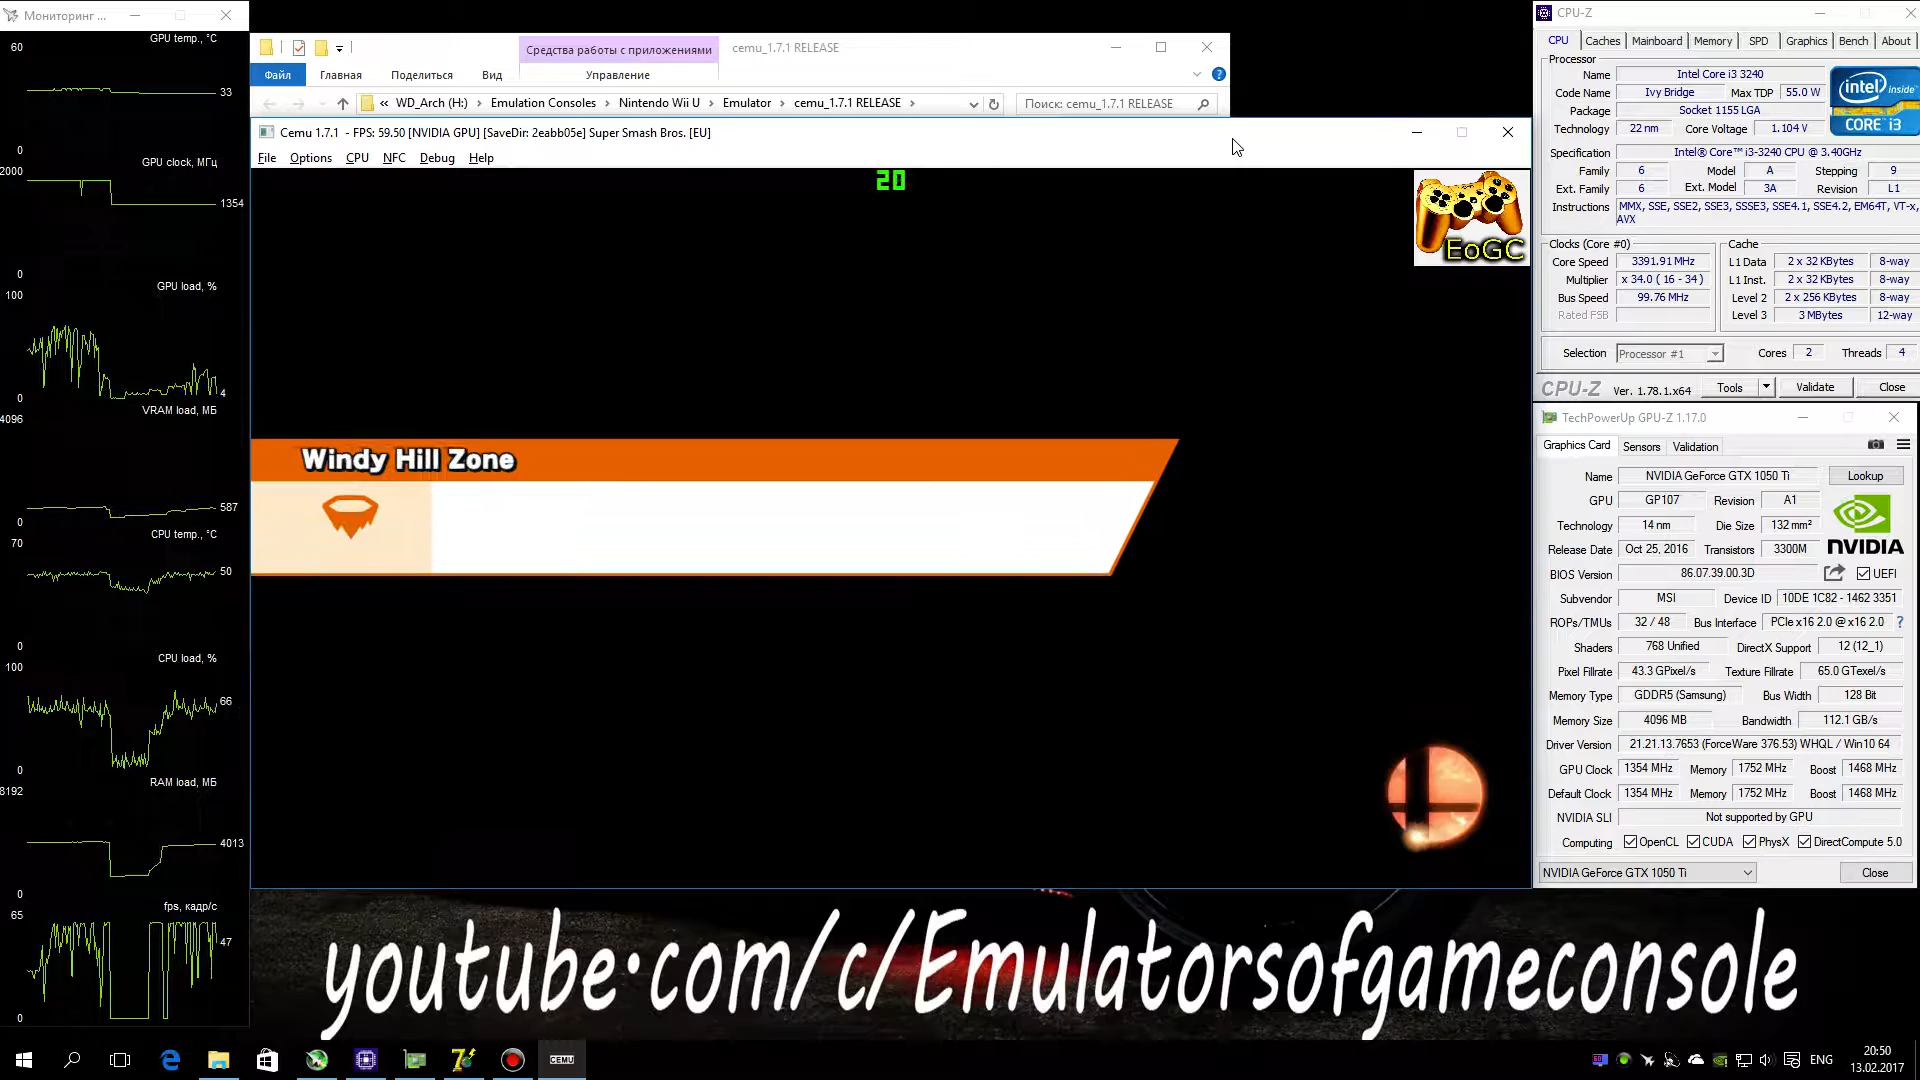 Мониторинг ...
GPU temp., °C
60
33
0
GPU clock, МГц
2000
1354
0
GPU load, %
100
4
0
VRAM load, МБ
4096
587
0
CPU temp., °C
70
50
0
CPU load, %
100
66
0
RAM load, МБ
8192
4013
0
fps, кадр/с
65
47
0
Средства работы с приложениями
cemu_1.7.1 RELEASE
Файл Главная Поделиться Вид Управление
« WD_Arch (H:) Emulation Consoles Nintendo Wii U Emulator cemu_1.7.1 RELEASE
Поиск: cemu_1.7.1 RELEASE
Cemu 1.7.1 - FPS: 59.50 [NVIDIA GPU] [SaveDir: 2eabb05e] Super Smash Bros. [EU]
File Options CPU NFC Debug Help
20
EoGC
Windy Hill Zone
youtube.com/c/Emulatorsofgameconsole
CPU-Z
CPU Caches Mainboard Memory SPD Graphics Bench About
Processor
Name Intel Core i3 3240
Code Name Ivy Bridge Max TDP 55.0 W
Package Socket 1155 LGA
Technology 22 nm Core Voltage 1.104 V
intel inside™
CORE i3
Specification Intel® Core™ i3-3240 CPU @ 3.40GHz
Family 6 Model A Stepping 9
Ext. Family 6 Ext. Model 3A Revision L1
Instructions MMX, SSE, SSE2, SSE3, SSSE3, SSE4.1, SSE4.2, EM64T, VT-x,
AVX
Clocks (Core #0)
Core Speed 3391.91 MHz
Multiplier x 34.0 ( 16 - 34 )
Bus Speed 99.76 MHz
Rated FSB
Cache
L1 Data 2 x 32 KBytes 8-way
L1 Inst. 2 x 32 KBytes 8-way
Level 2 2 x 256 KBytes 8-way
Level 3 3 MBytes 12-way
Selection Processor #1 Cores 2 Threads 4
CPU-Z Ver. 1.78.1.x64 Tools Validate Close
TechPowerUp GPU-Z 1.17.0
Graphics Card Sensors Validation
Name NVIDIA GeForce GTX 1050 Ti Lookup
GPU GP107 Revision A1
Technology 14 nm Die Size 132 mm²
Release Date Oct 25, 2016 Transistors 3300M
NVIDIA
BIOS Version 86.07.39.00.3D UEFI
Subvendor MSI Device ID 10DE 1C82 - 1462 3351
ROPs/TMUs 32 / 48 Bus Interface PCIe x16 2.0 @ x16 2.0 ?
Shaders 768 Unified DirectX Support 12 (12_1)
Pixel Fillrate 43.3 GPixel/s Texture Fillrate 65.0 GTexel/s
Memory Type GDDR5 (Samsung) Bus Width 128 Bit
Memory Size 4096 MB Bandwidth 112.1 GB/s
Driver Version 21.21.13.7653 (ForceWare 376.53) WHQL / Win10 64
GPU Clock 1354 MHz Memory 1752 MHz Boost 1468 MHz
Default Clock 1354 MHz Memory 1752 MHz Boost 1468 MHz
NVIDIA SLI Not supported by GPU
Computing OpenCL CUDA PhysX DirectCompute 5.0
NVIDIA GeForce GTX 1050 Ti Close
CEMU
ENG
20:50
13.02.2017